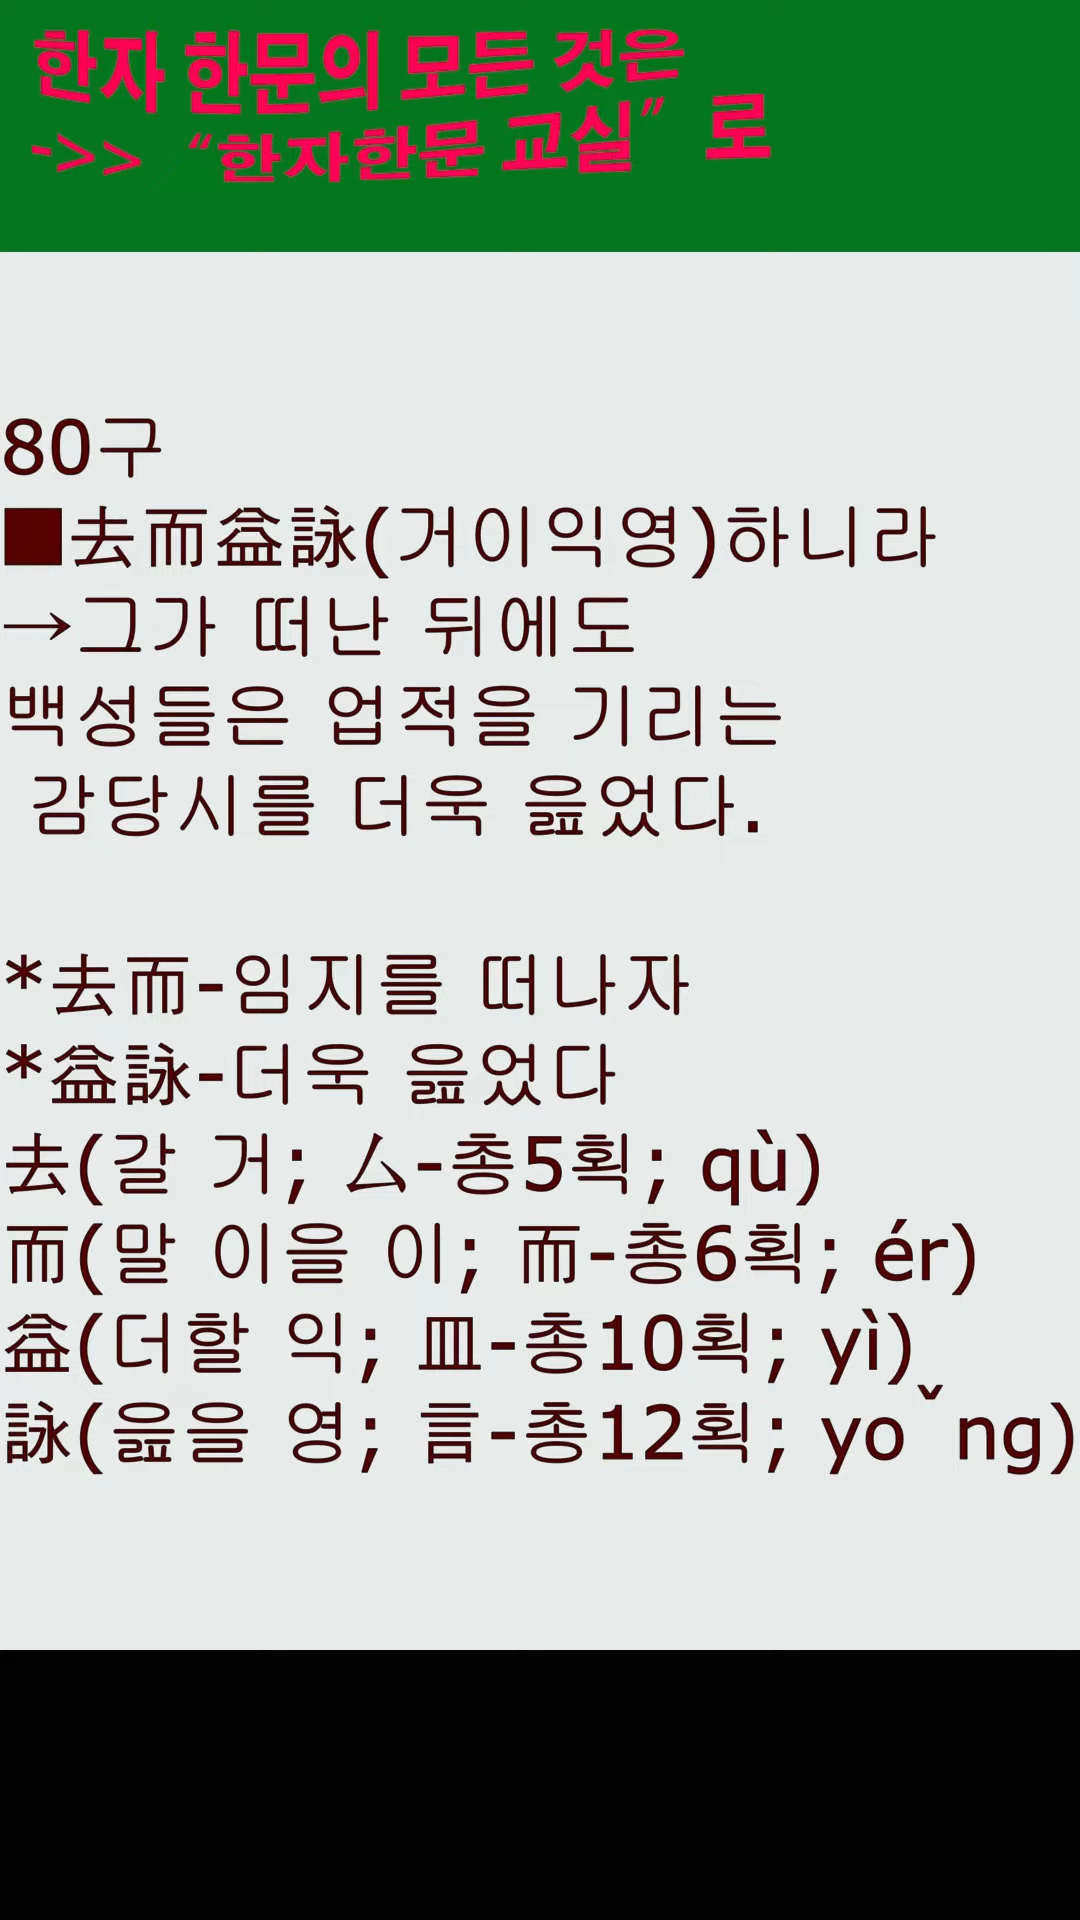 한자 한문의 모든 것은
->> “한자한문 교실” 로
80구
■去而益詠(거이익영)하니라
→그가 떠난 뒤에도
백성들은 업적을 기리는
감당시를 더욱 읊었다.
*去而-임지를 떠나자
*益詠-더욱 읊었다
去(갈 거; 厶-총5획; qù)
而(말 이을 이; 而-총6획; ér)
益(더할 익; 皿-총10획; yì)
詠(읊을 영; 言-총12획; yoˇng)